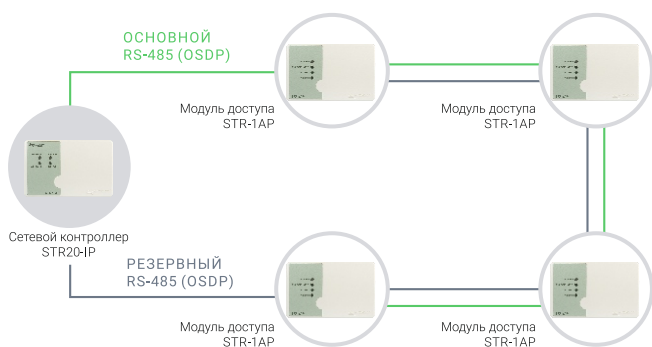 ОСНОВНОЙ
RS-485 (OSDP)
Модуль доступа
STR-1AP
Модуль доступа
STR-1AP
Сетевой контроллер
STR20-IP
РЕЗЕРВНЫЙ
RS-485 (OSDP)
Модуль доступа
STR-1AP
Модуль доступа
STR-1AP